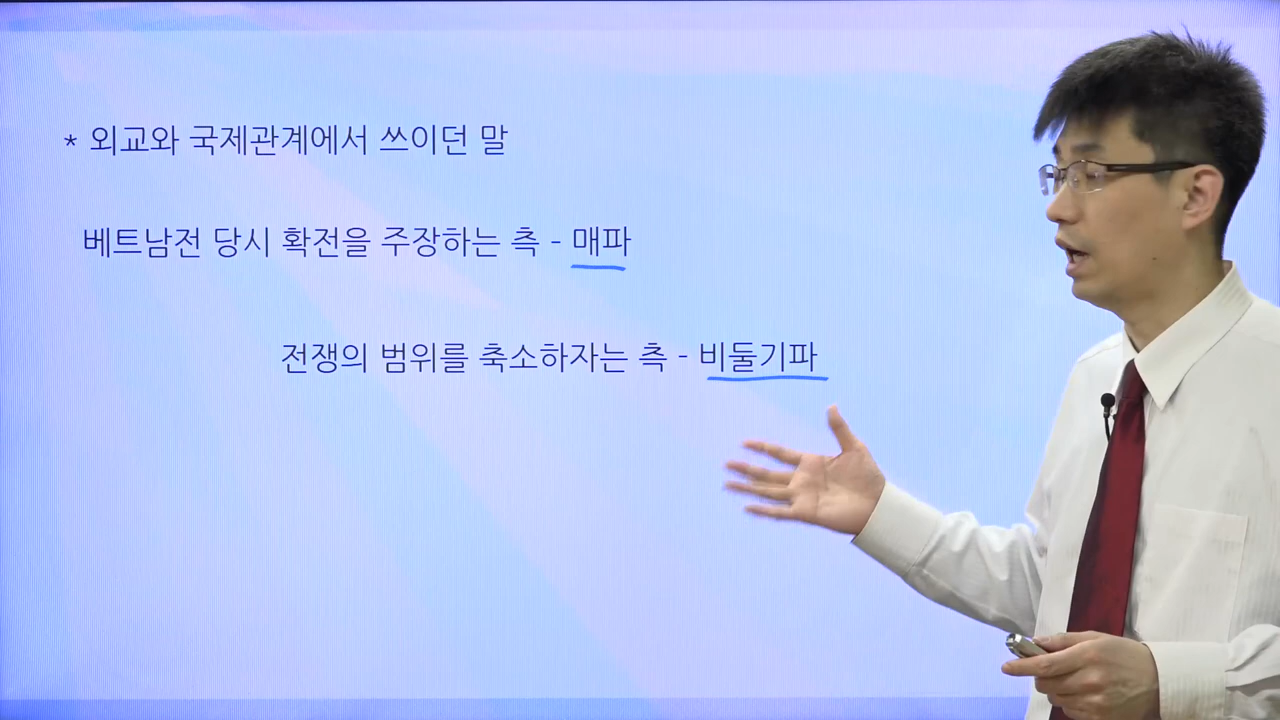 * 외교와 국제관계에서 쓰이던 말
베트남전 당시 확전을 주장하는 측 - 매파
전쟁의 범위를 축소하자는 측 - 비둘기파